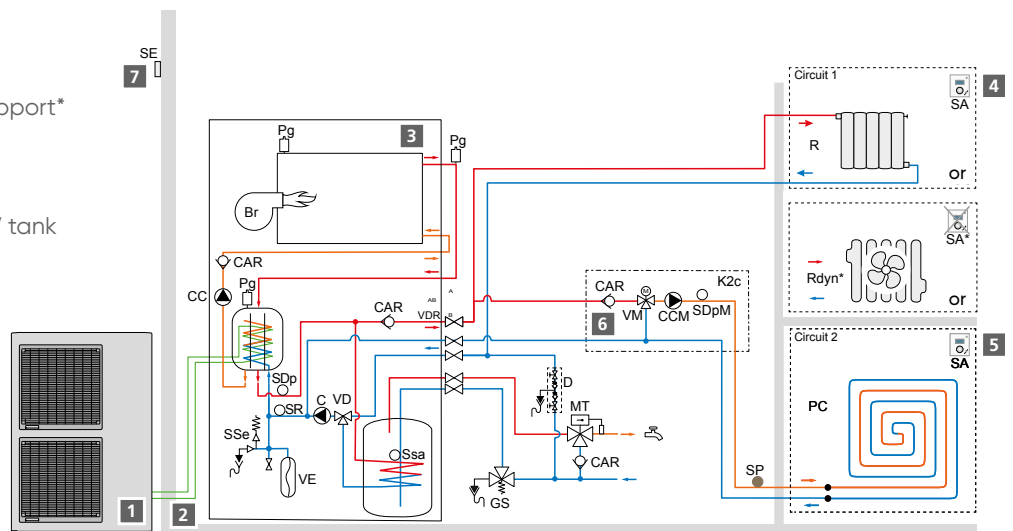 pport*
tank
SE
7
Pg
3
Pg
Br
CAR
CC
Pg
A
AB
VDR
B
CAR
SDp
SR
C
VD
SSe
VE
Ssa
1
2
D
MT
CAR
GS
K2c
CAR
6
VM
M
CCM
SDpM
SP
Circuit 1
4
SA
R
or
SA*
Rdyn*
or
Circuit 2
5
SA
PC